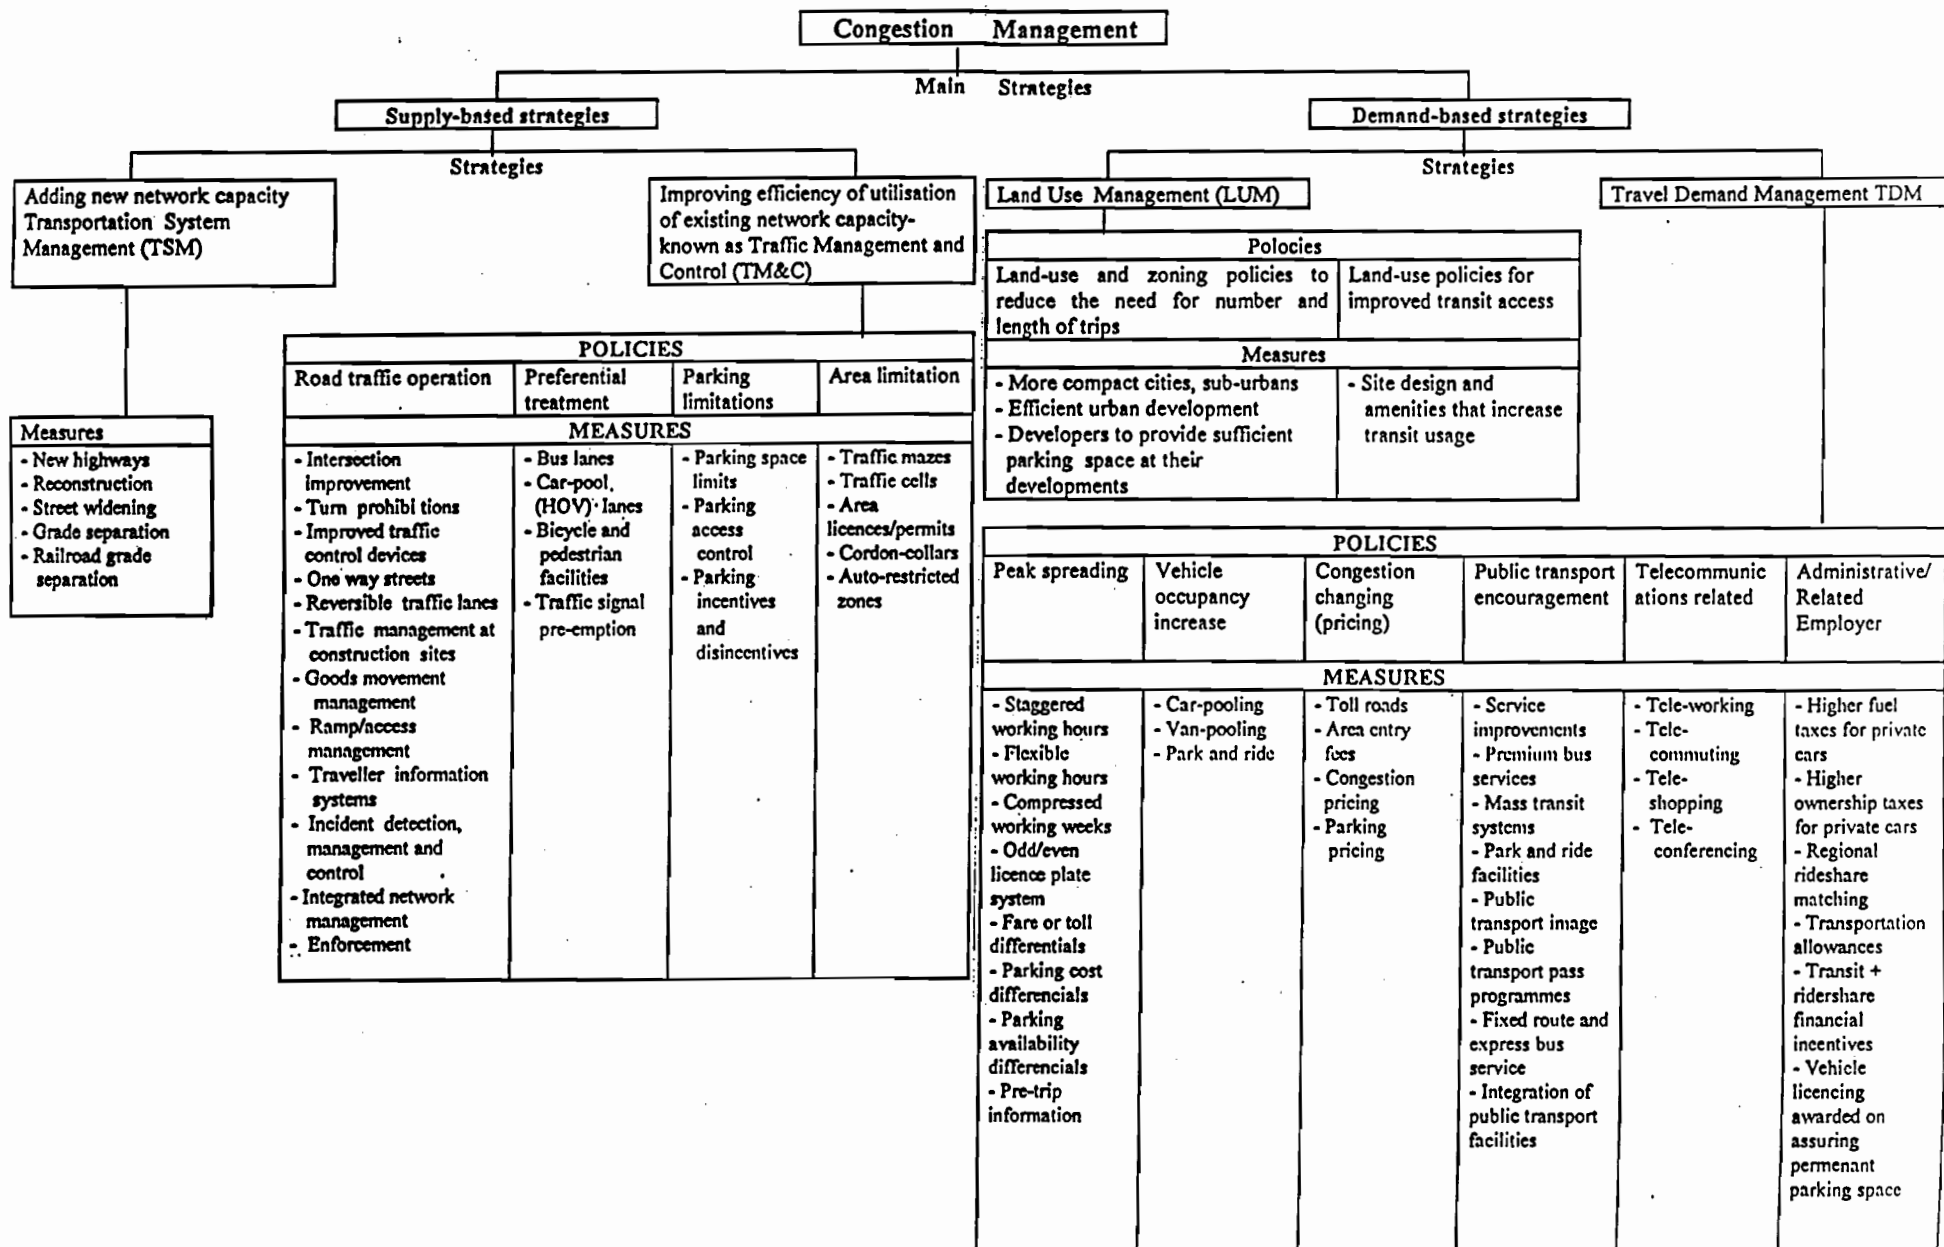 Congestion Management
Main Strategies
Supply-based strategies
Demand-based strategies
Strategies
Strategies
Adding new network capacity
Transportation System
Management (TSM)
Improving efficiency of utilisation
of existing network capacity-
known as Traffic Management and
Control (TM&C)
Land Use Management (LUM)
Travel Demand Management TDM
Measures
- New highways
- Reconstruction
- Street widening
- Grade separation
- Railroad grade
separation
POLICIES
Road traffic operation
Preferential
treatment
Parking
limitations
Area limitation
MEASURES
- Intersection
improvement
- Turn prohibi tions
- Improved traffic
control devices
- One way streets
- Reversible traffic lanes
- Traffic management at
construction sites
- Goods movement
management
- Ramp/access
management
- Traveller information
systems
- Incident detection,
management and
control
- Integrated network
management
- Enforcement
- Bus lanes
- Car-pool,
(HOV) lanes
- Bicycle and
pedestrian
facilities
- Traffic signal
pre-emption
- Parking space
limits
- Parking
access
control
- Parking
incentives
and
disincentives
- Traffic mazes
- Traffic cells
- Area
licences/permits
- Cordon-collars
- Auto-restricted
zones
Polocies
Land-use and zoning policies to
reduce the need for number and
length of trips
Land-use policies for
improved transit access
Measures
- More compact cities, sub-urbans
- Efficient urban development
- Developers to provide sufficient
parking space at their
developments
- Site design and
amenities that increase
transit usage
POLICIES
Peak spreading
Vehicle
occupancy
increase
Congestion
changing
(pricing)
Public transport
encouragement
Telecommunic
ations related
Administrative/
Related
Employer
MEASURES
- Staggered
working hours
- Flexible
working hours
- Compressed
working weeks
- Odd/even
licence plate
system
- Fare or toll
differentials
- Parking cost
differencials
- Parking
availability
differencials
- Pre-trip
information
- Car-pooling
- Van-pooling
- Park and ride
- Toll roads
- Area entry
fees
- Congestion
pricing
- Parking
pricing
- Service
improvements
- Premium bus
services
- Mass transit
systems
- Park and ride
facilities
- Public
transport image
- Public
transport pass
programmes
- Fixed route and
express bus
service
- Integration of
public transport
facilities
- Tele-working
- Tele-
commuting
- Tele-
shopping
- Tele-
conferencing
- Higher fuel
taxes for private
cars
- Higher
ownership taxes
for private cars
- Regional
rideshare
matching
- Transportation
allowances
- Transit +
ridershare
financial
incentives
- Vehicle
licencing
awarded on
assuring
permenant
parking space